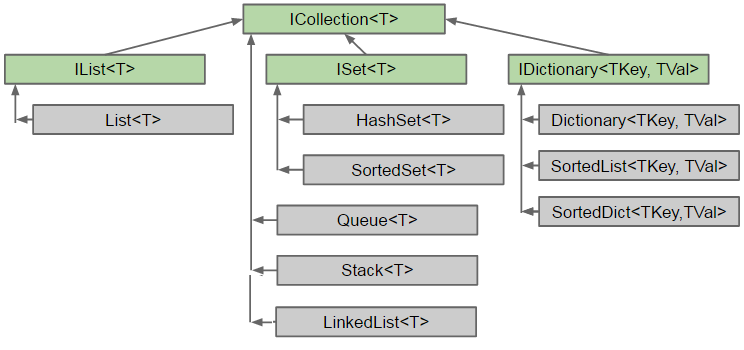 ICollection<T>
IList<T>
ISet<T>
IDictionary<TKey, TVal>
List<T>
HashSet<T>
Dictionary<TKey, TVal>
SortedSet<T>
SortedList<TKey, TVal>
Queue<T>
SortedDict<TKey,TVal>
Stack<T>
LinkedList<T>